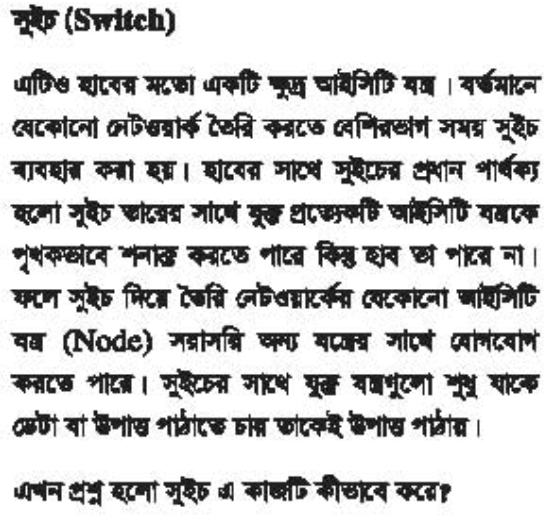 সুইচ (Switch)
এটিও হাবের মতো একটি ক্ষুদ্র আইসিটি যন্ত্র । বর্তমানে
যেকোনো নেটওয়ার্ক তৈরি করতে বেশিরভাগ সময় সুইচ
ব্যবহার করা হয়। হাবের সাথে সুইচের প্রধান পার্থক্য
হলো সুইচ তারের সাথে যুক্ত প্রত্যেকটি আইসিটি যন্ত্রকে
পৃথকভাবে শনাক্ত করতে পারে কিন্তু হাব তা পারে না।
ফলে সুইচ দিয়ে তৈরি নেটওয়ার্কের যেকোনো আইসিটি
যন্ত্র (Node) সরাসরি অন্য যন্ত্রের সাথে যোগযোগ
করতে পারে। সুইচের সাথে যুক্ত যন্ত্রগুলো শুধু যাকে
ডেটা বা উপাত্ত পাঠাতে চায় তাকেই উপাত্ত পাঠায়।
এখন প্রশ্ন হলো সুইচ এ কাজটি কীভাবে করে?